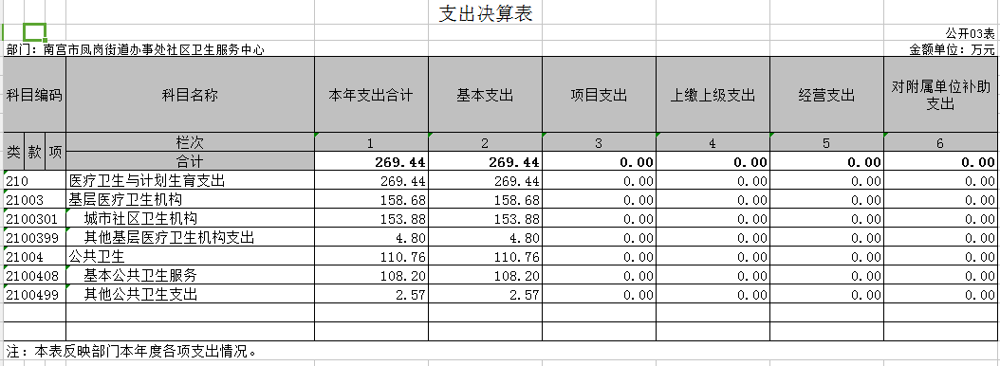 支出决算表
公开03表
部门：南宫市凤岗街道办事处社区卫生服务中心 金额单位：万元
科目编码 科目名称 本年支出合计 基本支出 项目支出 上缴上级支出 经营支出 对附属单位补助
支出
类 款 项 栏次 1 2 3 4 5 6
合计 269.44 269.44 0.00 0.00 0.00 0.00
210 医疗卫生与计划生育支出 269.44 269.44 0.00 0.00 0.00 0.00
21003 基层医疗卫生机构 158.68 158.68 0.00 0.00 0.00 0.00
2100301 城市社区卫生机构 153.88 153.88 0.00 0.00 0.00 0.00
2100399 其他基层医疗卫生机构支出 4.80 4.80 0.00 0.00 0.00 0.00
21004 公共卫生 110.76 110.76 0.00 0.00 0.00 0.00
2100408 基本公共卫生服务 108.20 108.20 0.00 0.00 0.00 0.00
2100499 其他公共卫生支出 2.57 2.57 0.00 0.00 0.00 0.00
注：本表反映部门本年度各项支出情况。